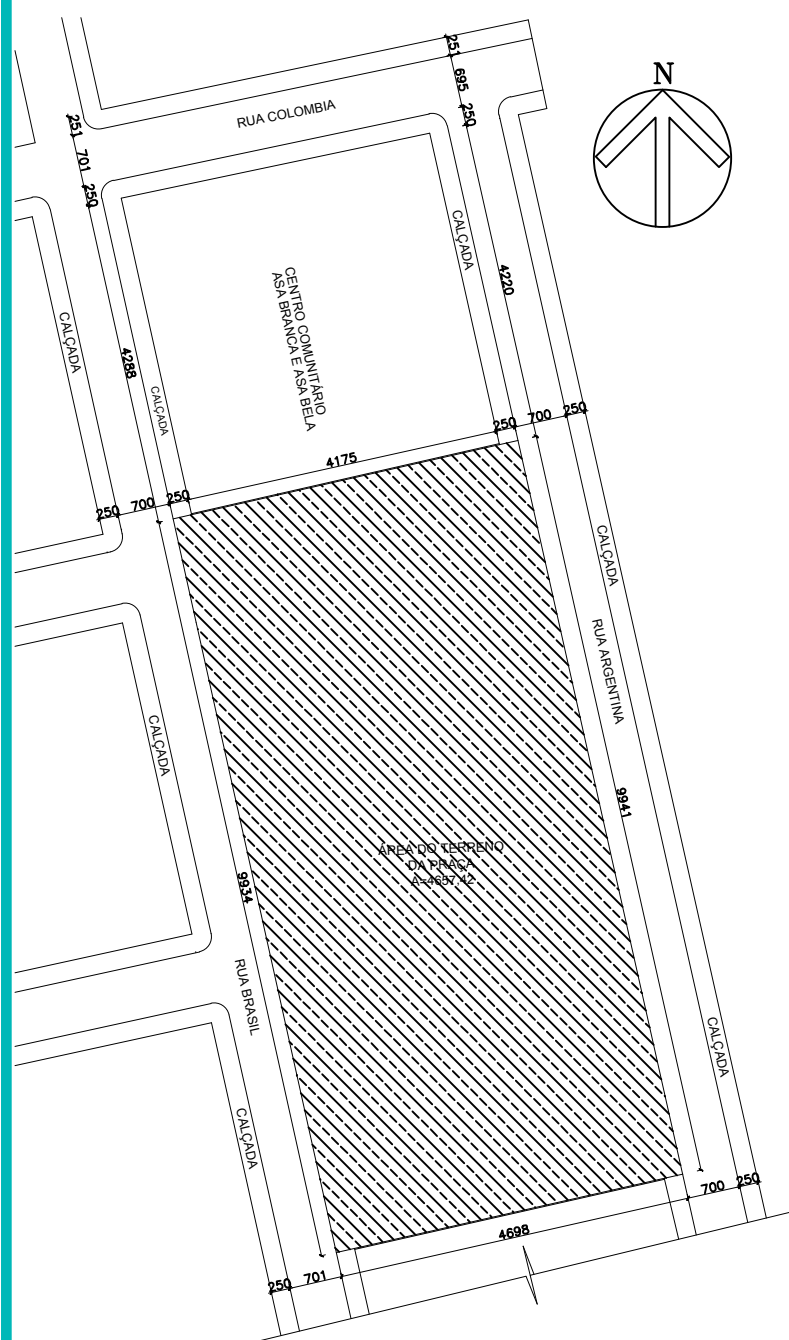 N
251
695
250
RUA COLOMBIA
251
701
250
CALÇADA
4220
CENTRO COMUNITÁRIO
ASA BRANCA E ASA BELA
CALÇADA
4288
CALÇADA
250
700
250
4175
250
700
250
CALÇADA
RUA ARGENTINA
CALÇADA
9941
ÁREA DO TERRENO
DA PRAÇA
A=4657,42
9934
RUA BRASIL
CALÇADA
CALÇADA
700
250
4698
250
701